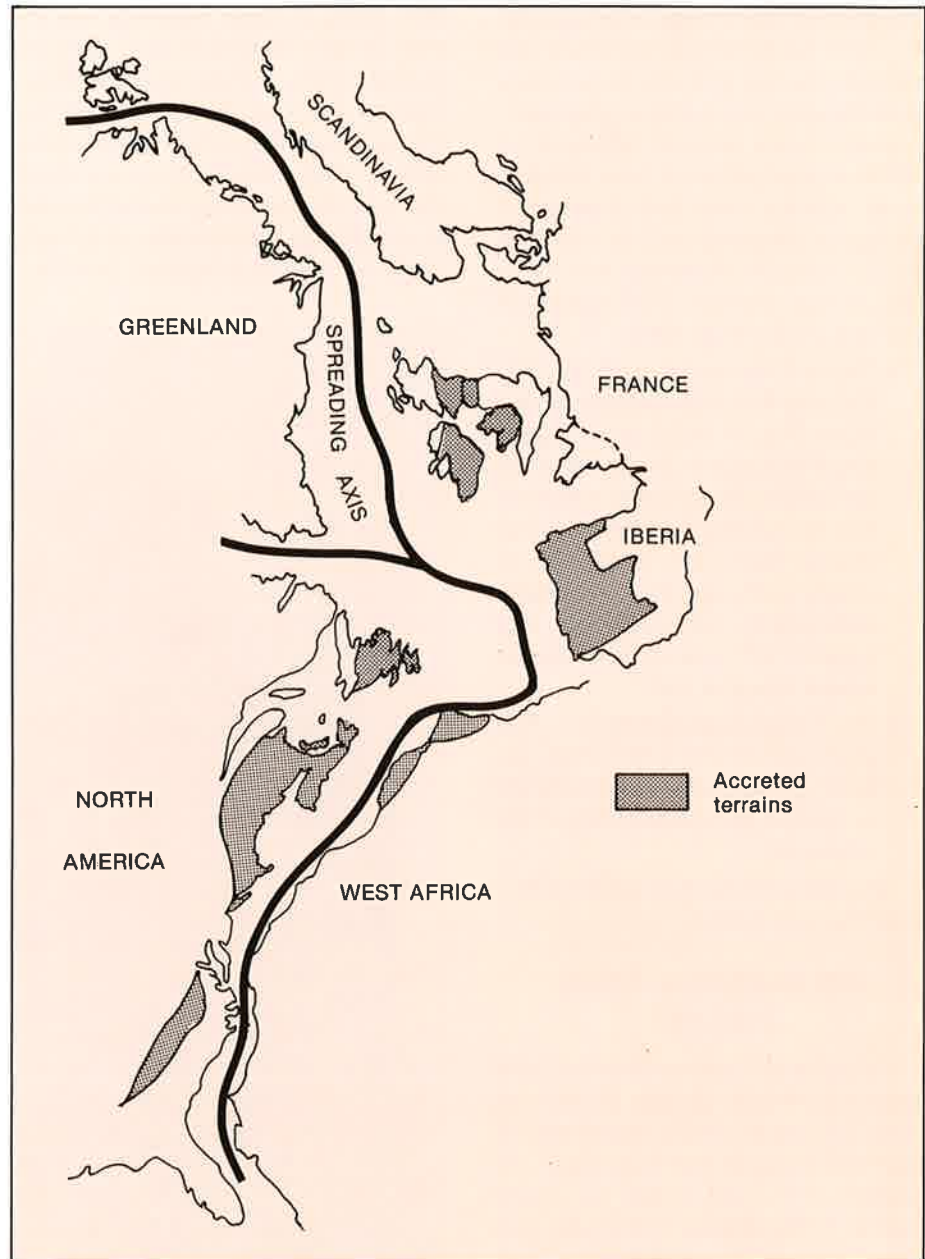 SCANDINAVIA
GREENLAND
SPREADING AXIS
FRANCE
IBERIA
NORTH
AMERICA
Accreted
terrains
WEST AFRICA